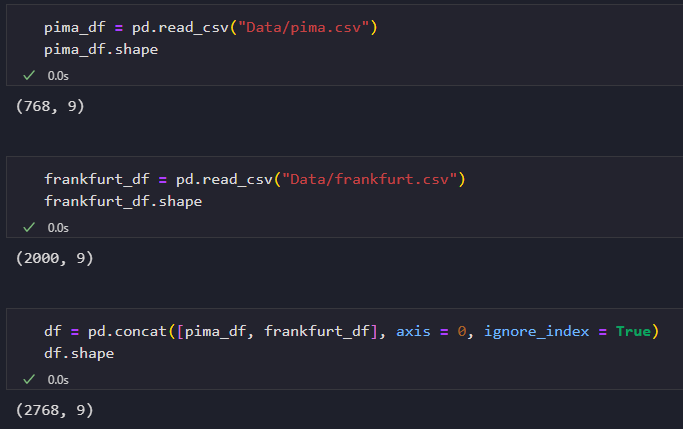 pima_df = pd.read_csv("Data/pima.csv")
pima_df.shape
✓ 0.0s
(768, 9)
frankfurt_df = pd.read_csv("Data/frankfurt.csv")
frankfurt_df.shape
✓ 0.0s
(2000, 9)
df = pd.concat([pima_df, frankfurt_df], axis = 0, ignore_index = True)
df.shape
✓ 0.0s
(2768, 9)